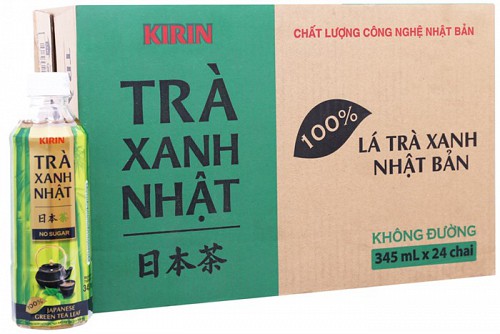 KIRIN
TRÀ
XANH
NHẬT
日本茶
CHẤT LƯỢNG CÔNG NGHỆ NHẬT BẢN
100%
LÁ TRÀ XANH
NHẬT BẢN
KHÔNG ĐƯỜNG
345 mL x 24 chai
KIRIN
TRÀ
XANH
NHẬT
日本茶
NO SUGAR
100%
JAPANESE
GREEN TEA LEAF